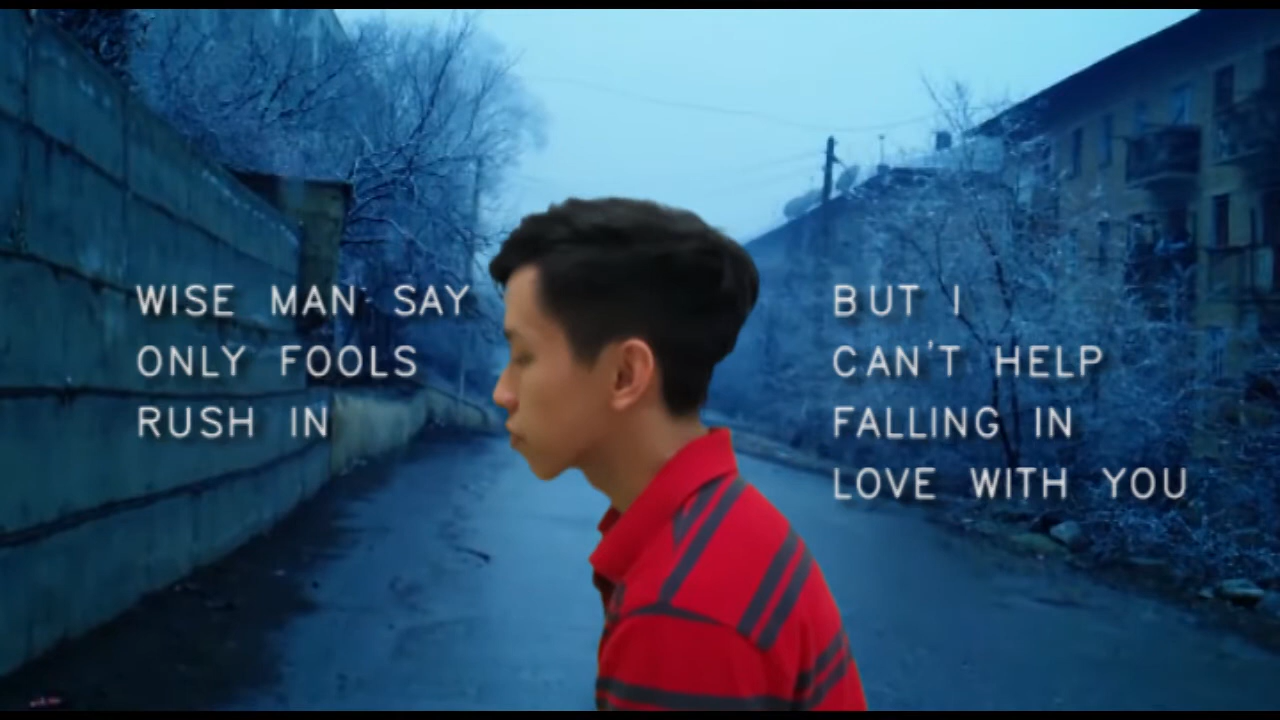 WISE MAN SAY
ONLY FOOLS
RUSH IN
BUT I
CAN'T HELP
FALLING IN
LOVE WITH YOU